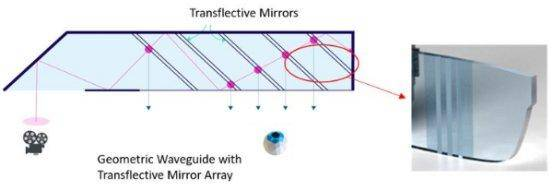 Transflective Mirrors
Geometric Waveguide with
Transflective Mirror Array